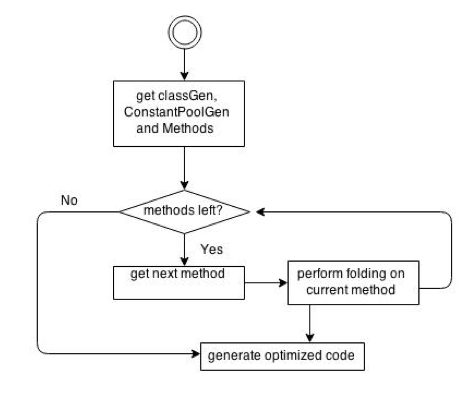 get classGen,
ConstantPoolGen
and Methods
No
methods left?
Yes
get next method
perform folding on
current method
generate optimized code